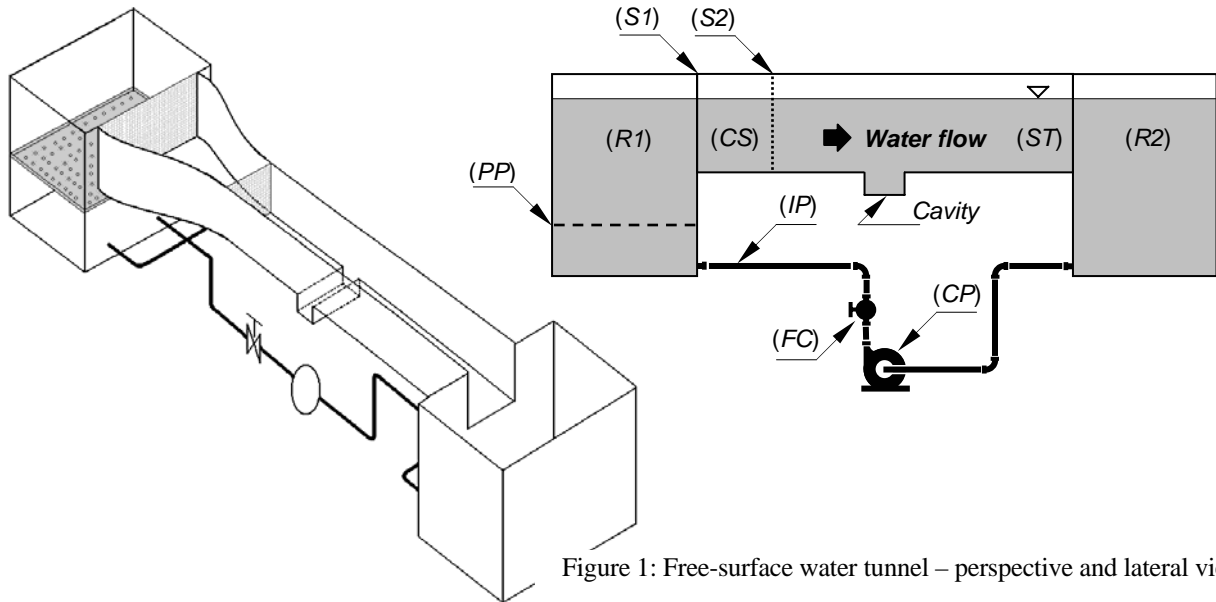 (S1) (S2)
(R1) (CS) Water flow (ST) (R2)
(PP)
(IP) Cavity
(CP)
(FC)
Figure 1: Free-surface water tunnel – perspective and lateral vie